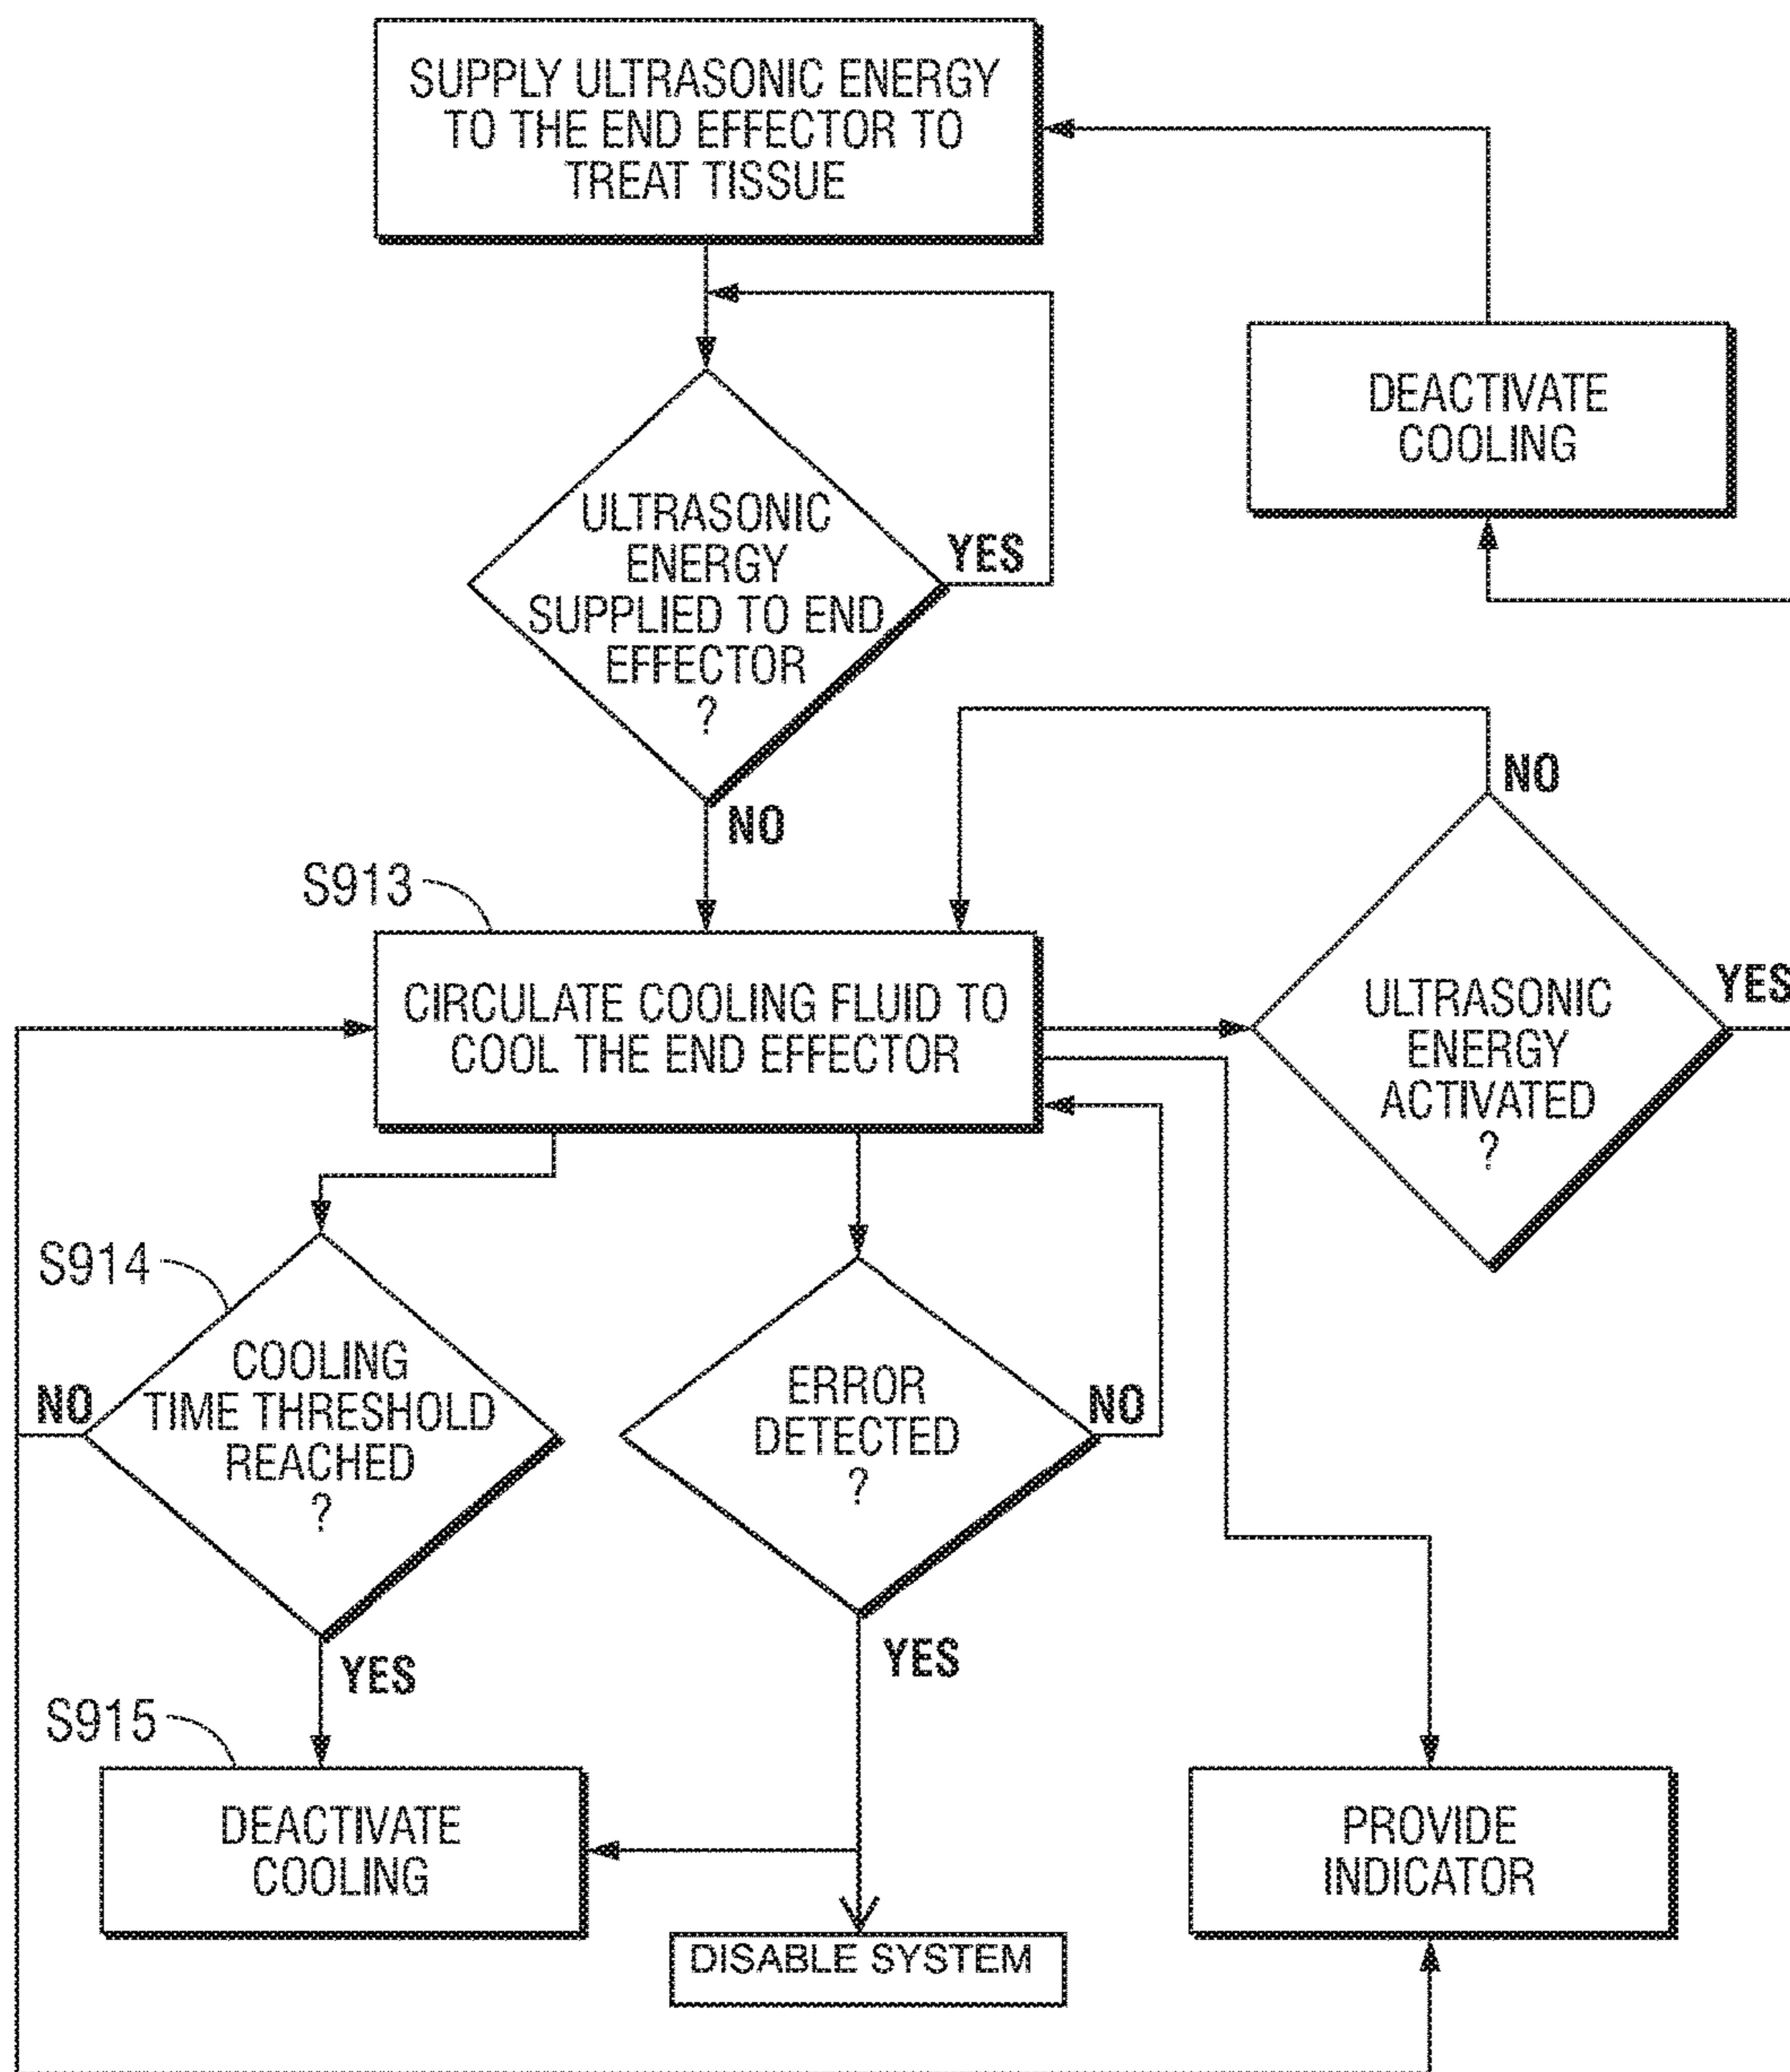 SUPPLY ULTRASONIC ENERGY
TO THE END EFFECTOR TO
TREAT TISSUE
DEACTIVATE
COOLING
ULTRASONIC
ENERGY
SUPPLIED TO END
EFFECTOR
?
YES
NO
NO
S913
CIRCULATE COOLING FLUID TO
COOL THE END EFFECTOR
ULTRASONIC
ENERGY
ACTIVATED
?
YES
S914
COOLING
TIME THRESHOLD
REACHED
?
NO
YES
ERROR
DETECTED
?
NO
YES
S915
DEACTIVATE
COOLING
DISABLE SYSTEM
PROVIDE
INDICATOR